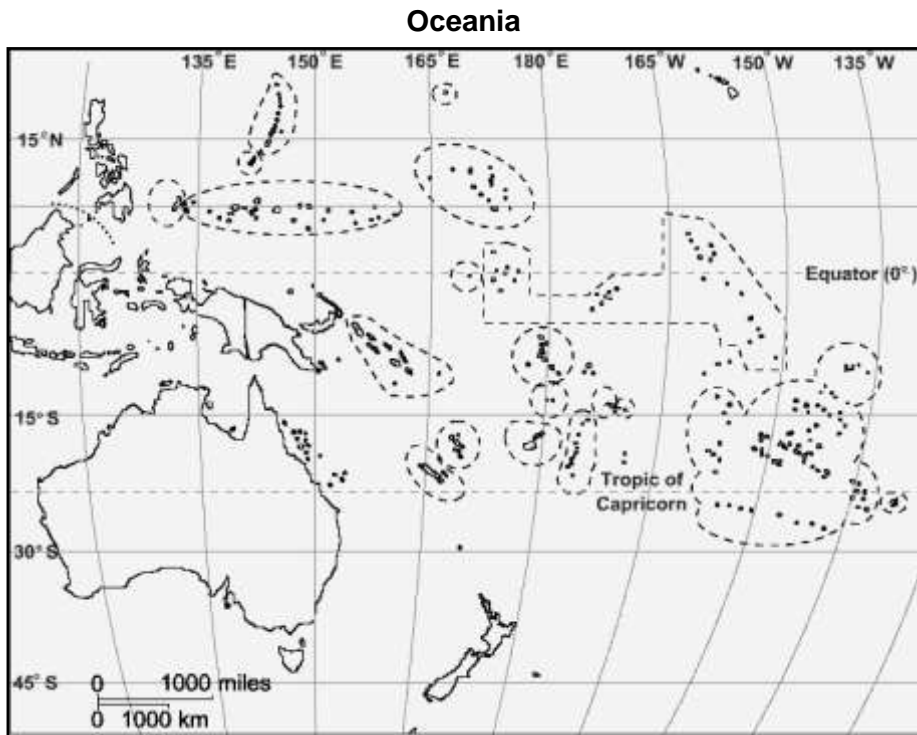 Oceania
135°E 150°E 165°E 180°E 165°W 150°W 135°W
15°N
Equator (0°)
15°S
Tropic of
Capricorn
30°S
45°S
0 1000 miles
0 1000 km